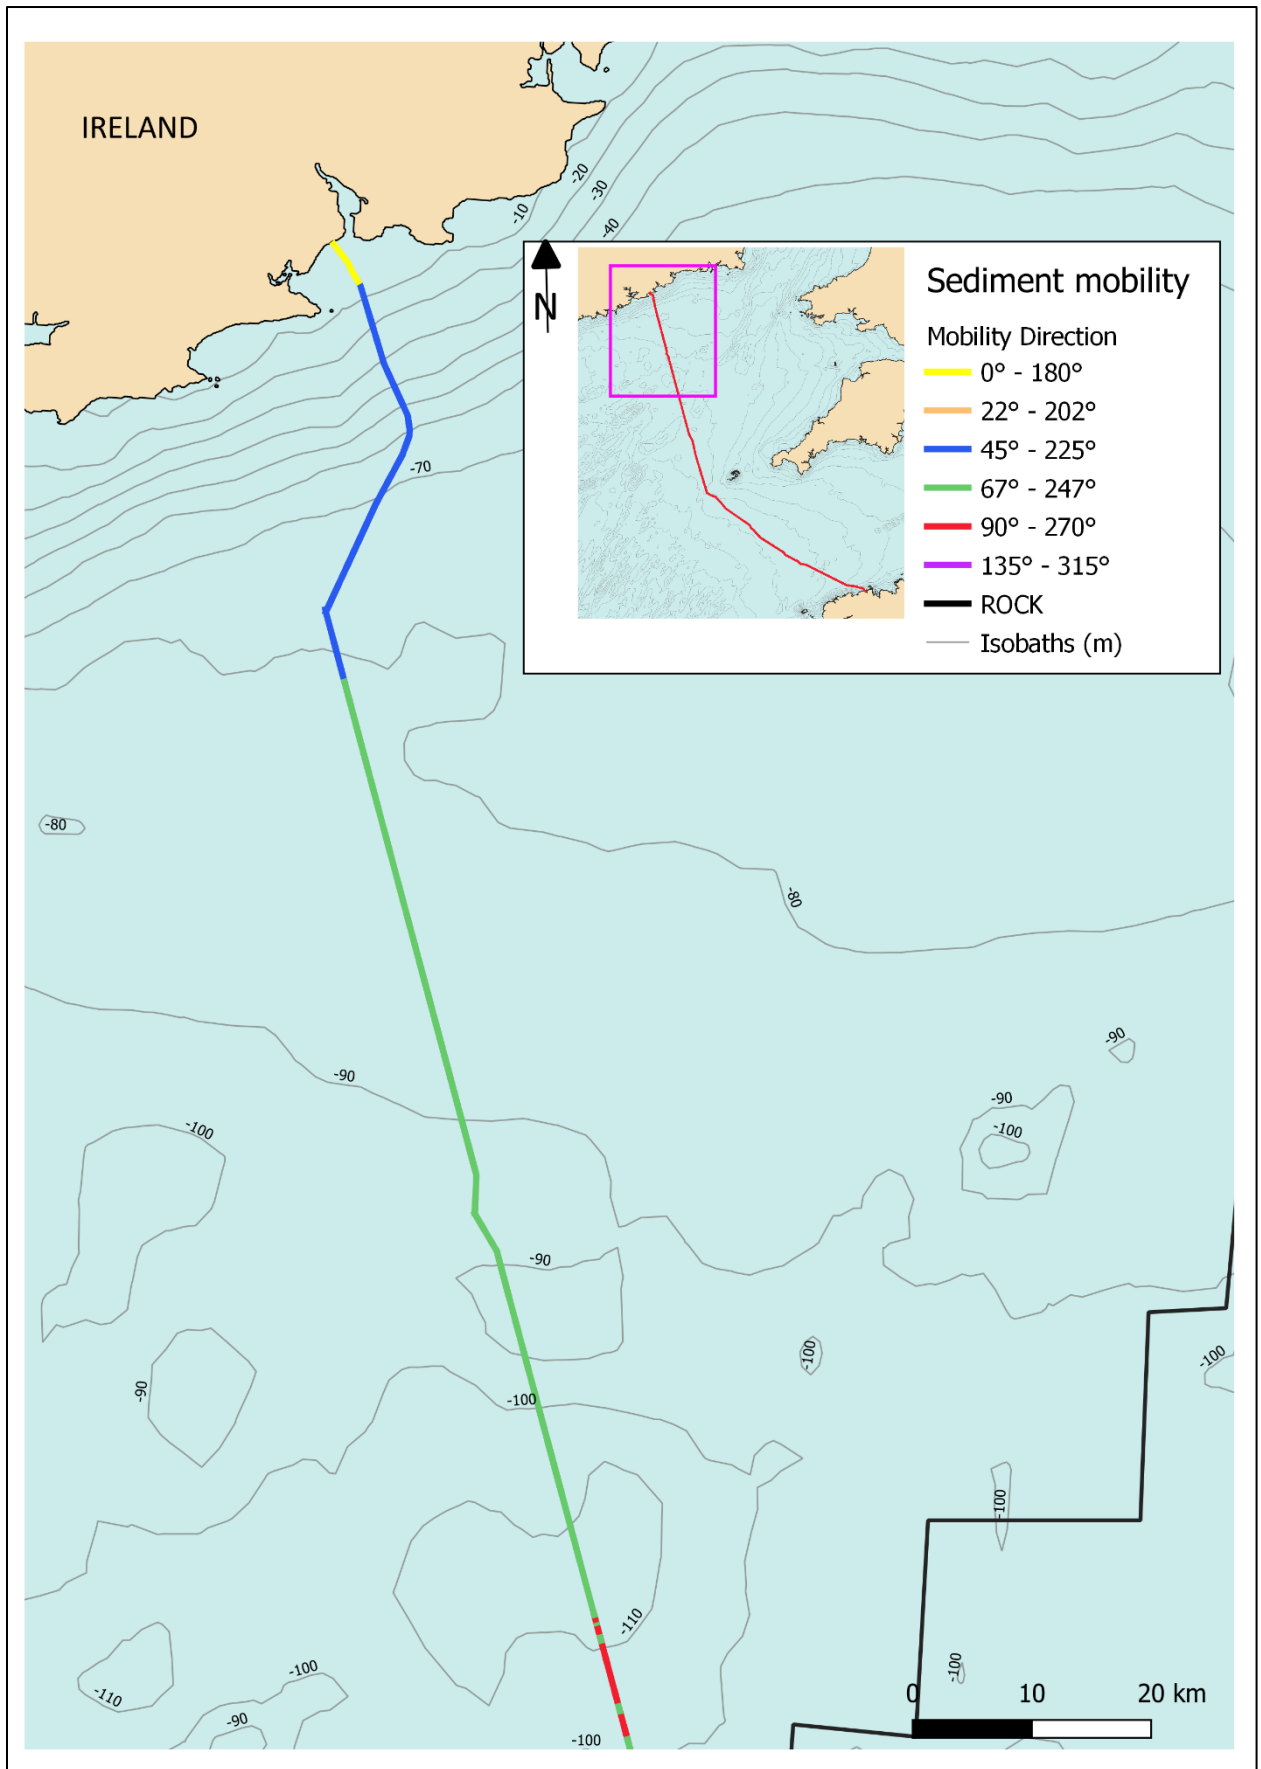 IRELAND
-20
-30
-10
-40
N
Sediment mobility
Mobility Direction
0° - 180°
22° - 202°
45° - 225°
67° - 247°
90° - 270°
135° - 315°
ROCK
Isobaths (m)
-70
-80
-80
-90
-90
-90
-100
-100
-90
-100
-100
-90
-100
-100
-110
-100
-100
-110
-90
-100
0 10 20 km